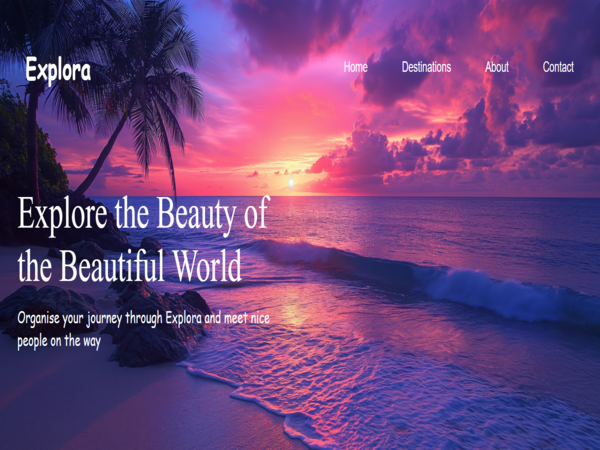 Explora
Home Destinations About Contact
Explore the Beauty of
the Beautiful World
Organise your journey through Explora and meet nice
people on the way